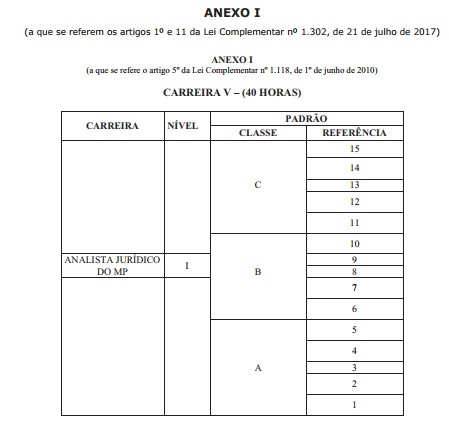 ANEXO I
(a que se referem os artigos 1º e 11 da Lei Complementar nº 1.302, de 21 de julho de 2017)
ANEXO I
(a que se refere o artigo 5º da Lei Complementar nº 1.118, de 1º de junho de 2010)
CARREIRA V – (40 HORAS)
CARREIRA
NÍVEL
PADRÃO
CLASSE
REFERÊNCIA
C
15
14
13
12
11
ANALISTA JURÍDICO
DO MP
I
B
10
9
8
7
6
A
5
4
3
2
1